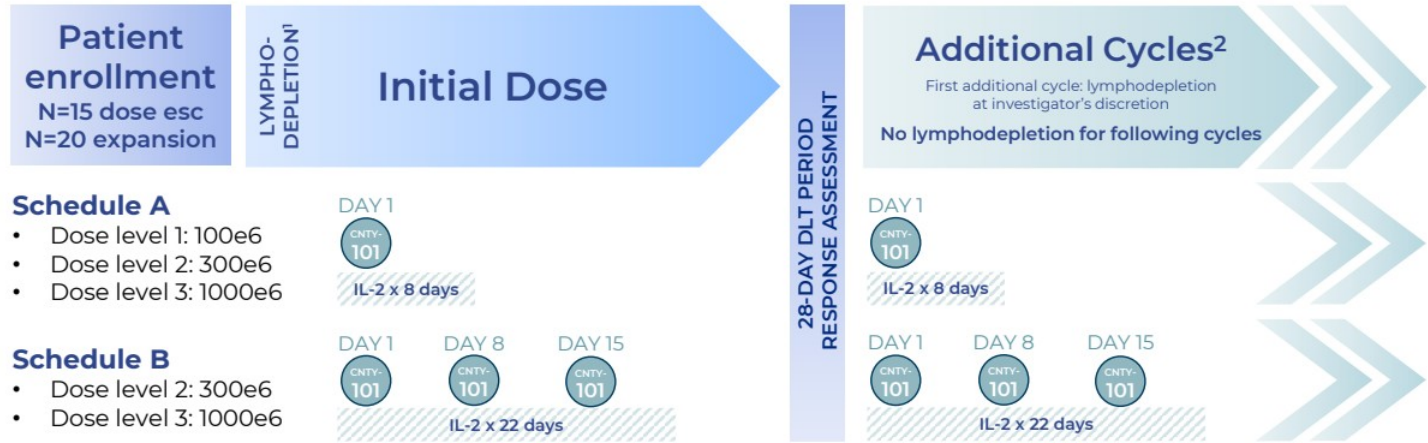 Patient
enrollment
N=15 dose esc
N=20 expansion
LYMPHO-
DEPLETION¹
Initial Dose
28-DAY DLT PERIOD
RESPONSE ASSESSMENT
Additional Cycles²
First additional cycle: lymphodepletion
at investigator's discretion
No lymphodepletion for following cycles
Schedule A
• Dose level 1: 100e6
• Dose level 2: 300e6
• Dose level 3: 1000e6
DAY 1
CNTY-
101
IL-2 x 8 days
DAY 1
CNTY-
101
IL-2 x 8 days
Schedule B
• Dose level 2: 300e6
• Dose level 3: 1000e6
DAY 1 DAY 8 DAY 15
CNTY- CNTY- CNTY-
101 101 101
IL-2 x 22 days
DAY 1 DAY 8 DAY 15
CNTY- CNTY- CNTY-
101 101 101
IL-2 x 22 days